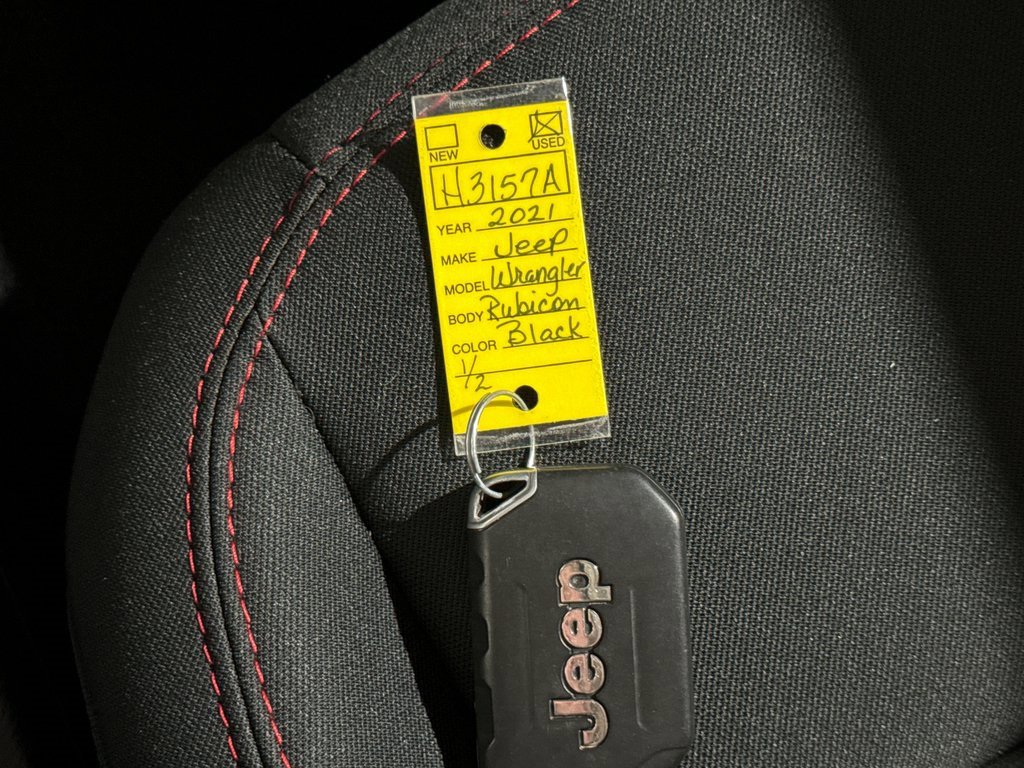 NEW USED
H3157A
YEAR 2021
MAKE Jeep
MODEL Wrangler
BODY Rubicon
COLOR Black
1/2
Jeep